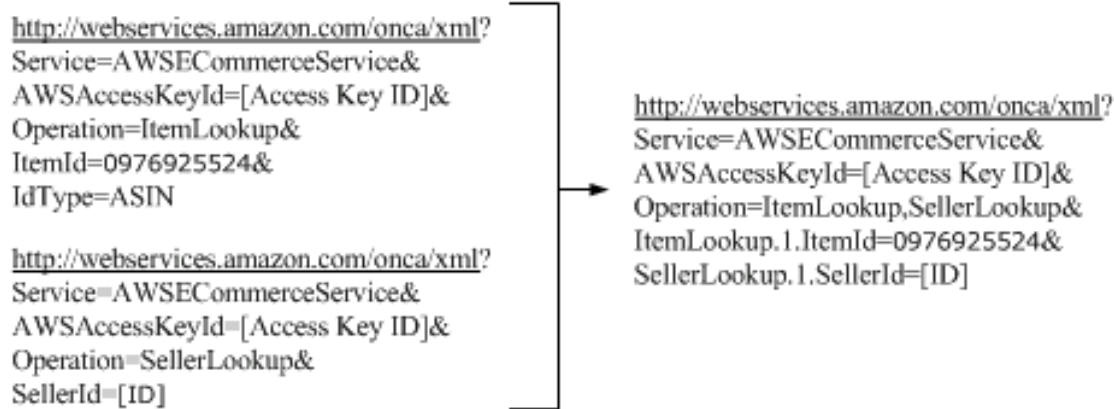 http://webservices.amazon.com/onca/xml?
Service=AWSECommerceService&
AWSAccessKeyId=[Access Key ID]&
Operation=ItemLookup&
ItemId=0976925524&
IdType=ASIN
http://webservices.amazon.com/onca/xml?
Service=AWSECommerceService&
AWSAccessKeyId=[Access Key ID]&
Operation=SellerLookup&
SellerId=[ID]
http://webservices.amazon.com/onca/xml?
Service=AWSECommerceService&
AWSAccessKeyId=[Access Key ID]&
Operation=ItemLookup,SellerLookup&
ItemLookup.1.ItemId=0976925524&
SellerLookup.1.SellerId=[ID]